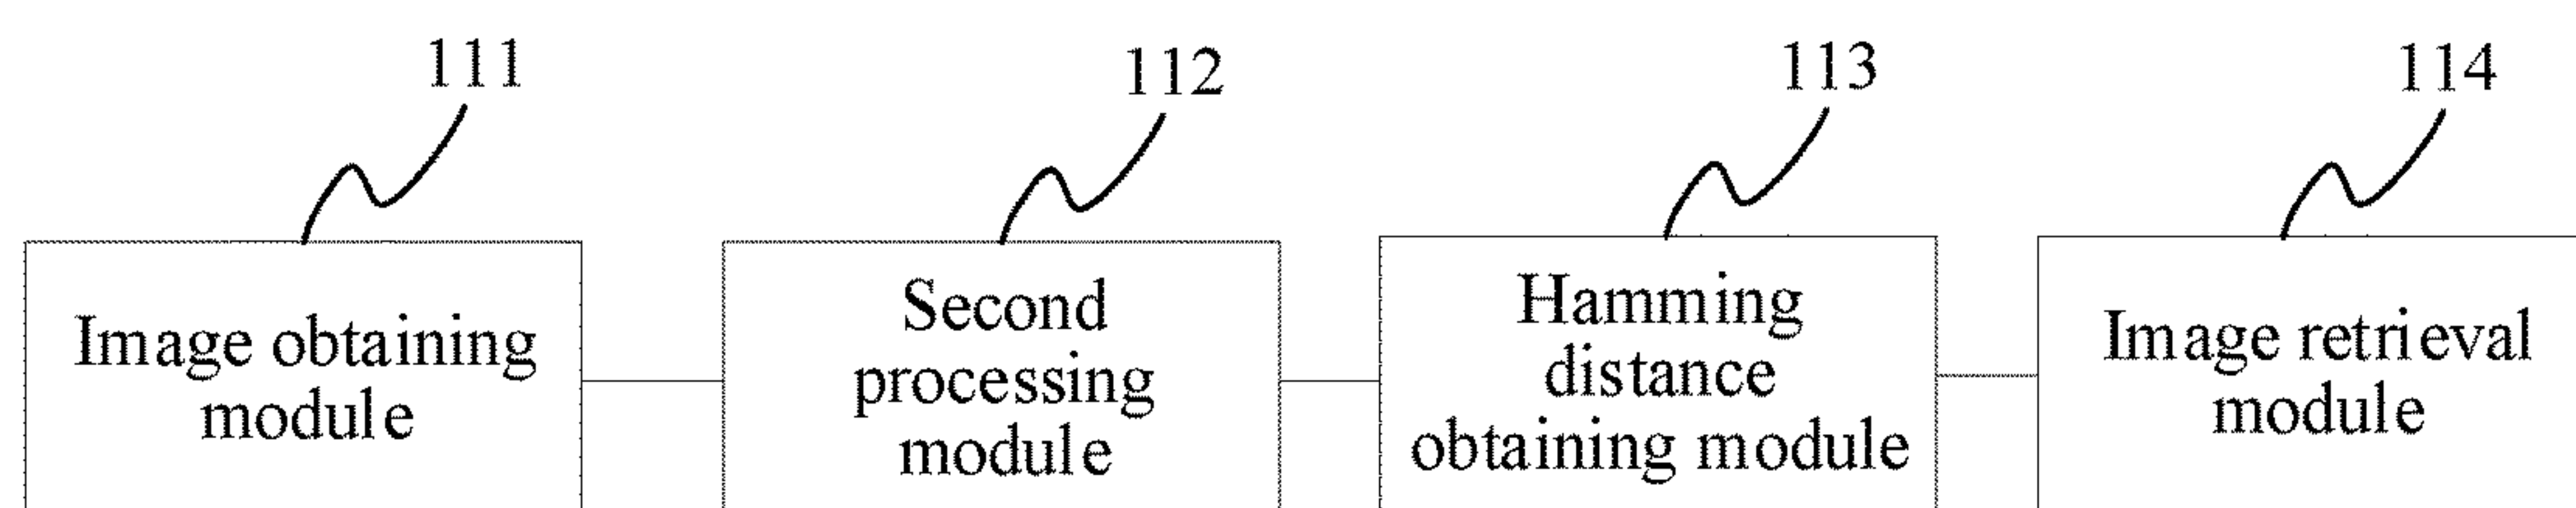 111
112
113
114
Image obtaining
module
Second
processing
module
Hamming
distance
obtaining module
Image retrieval
module